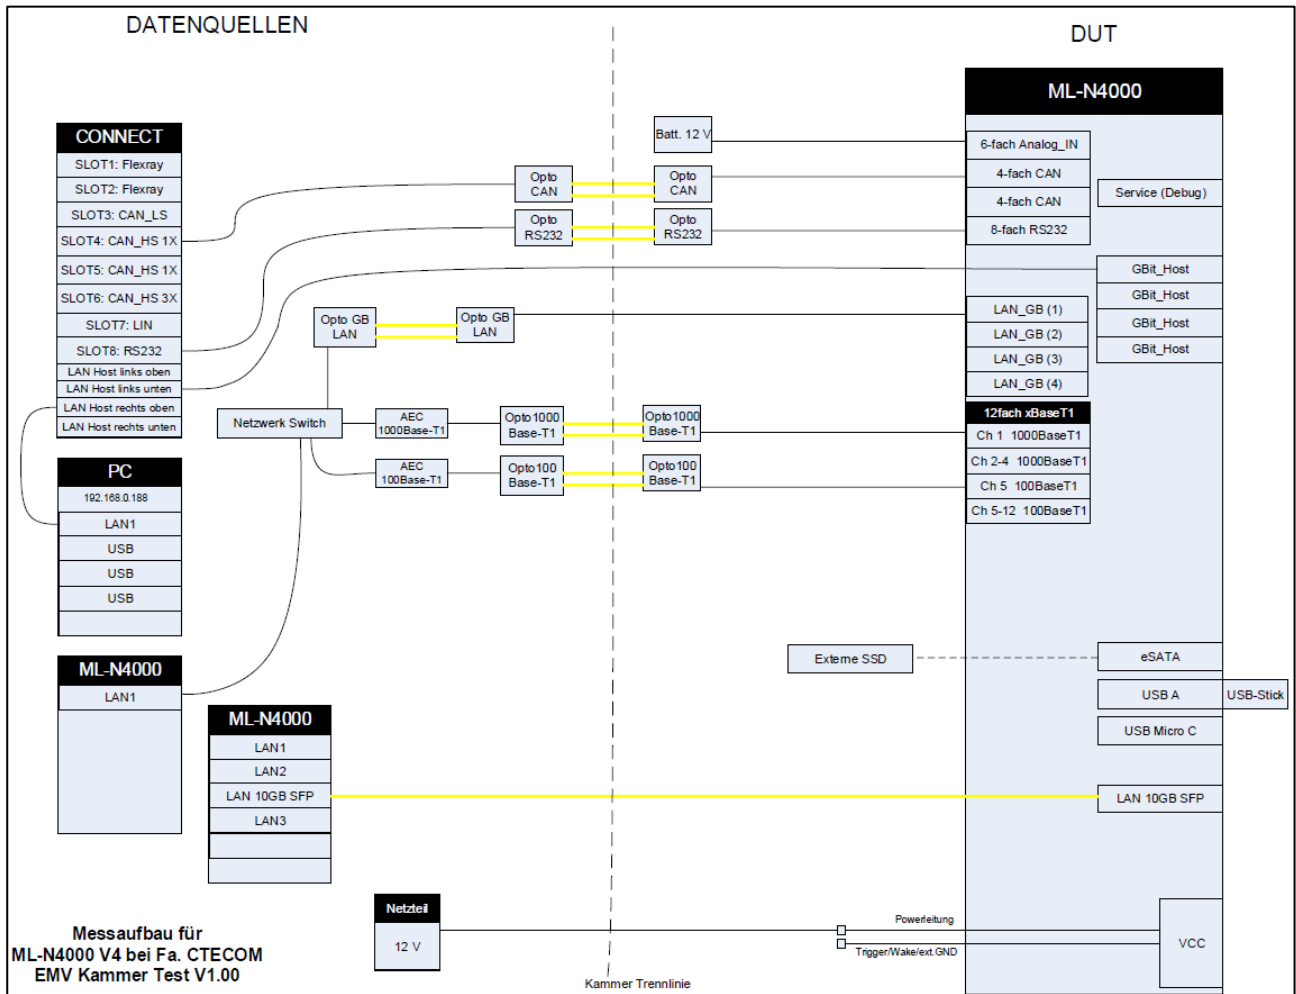 DATENQUELLEN
DUT
ML-N4000
CONNECT
SLOT1: Flexray
SLOT2: Flexray
SLOT3: CAN_LS
SLOT4: CAN_HS 1X
SLOT5: CAN_HS 1X
SLOT6: CAN_HS 3X
SLOT7: LIN
SLOT8: RS232
LAN Host links oben
LAN Host links unten
LAN Host rechts oben
LAN Host rechts unten
PC
192.168.0.188
LAN1
USB
USB
USB
ML-N4000
LAN1
ML-N4000
LAN1
LAN2
LAN 10GB SFP
LAN3
Netzteil
12 V
Messaufbau für
ML-N4000 V4 bei Fa. CTECOM
EMV Kammer Test V1.00
Batt. 12 V
Opto
CAN
Opto
CAN
Opto
RS232
Opto
RS232
Opto GB
LAN
Opto GB
LAN
Netzwerk Switch
AEC
1000Base-T1
Opto1000
Base-T1
Opto1000
Base-T1
AEC
100Base-T1
Opto100
Base-T1
Opto100
Base-T1
6-fach Analog_IN
4-fach CAN
4-fach CAN
8-fach RS232
Service (Debug)
GBit_Host
GBit_Host
GBit_Host
GBit_Host
LAN_GB (1)
LAN_GB (2)
LAN_GB (3)
LAN_GB (4)
12fach xBaseT1
Ch 1 1000BaseT1
Ch 2-4 1000BaseT1
Ch 5 100BaseT1
Ch 5-12 100BaseT1
Externe SSD
eSATA
USB A
USB-Stick
USB Micro C
LAN 10GB SFP
Powerleitung
Trigger/Wake/ext.GND
VCC
Kammer Trennlinie